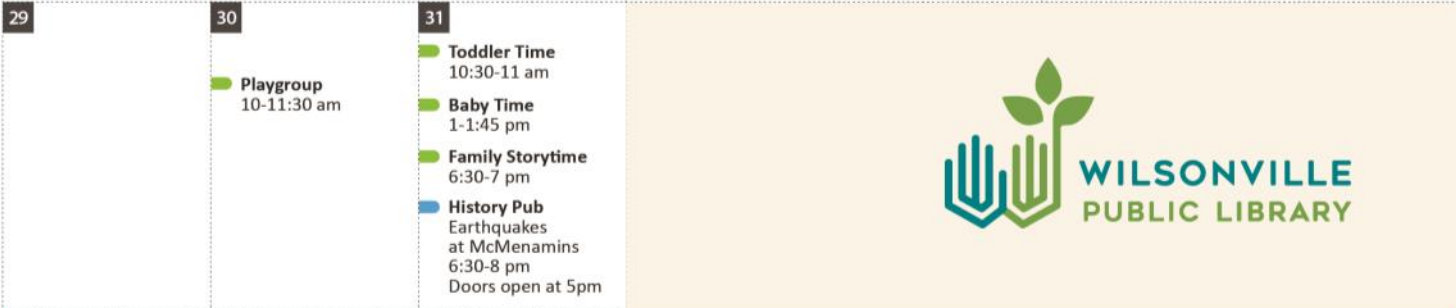 29
30
Playgroup
10-11:30 am
31
Toddler Time
10:30-11 am
Baby Time
1-1:45 pm
Family Storytime
6:30-7 pm
History Pub
Earthquakes
at McMenamins
6:30-8 pm
Doors open at 5pm
WILSONVILLE
PUBLIC LIBRARY